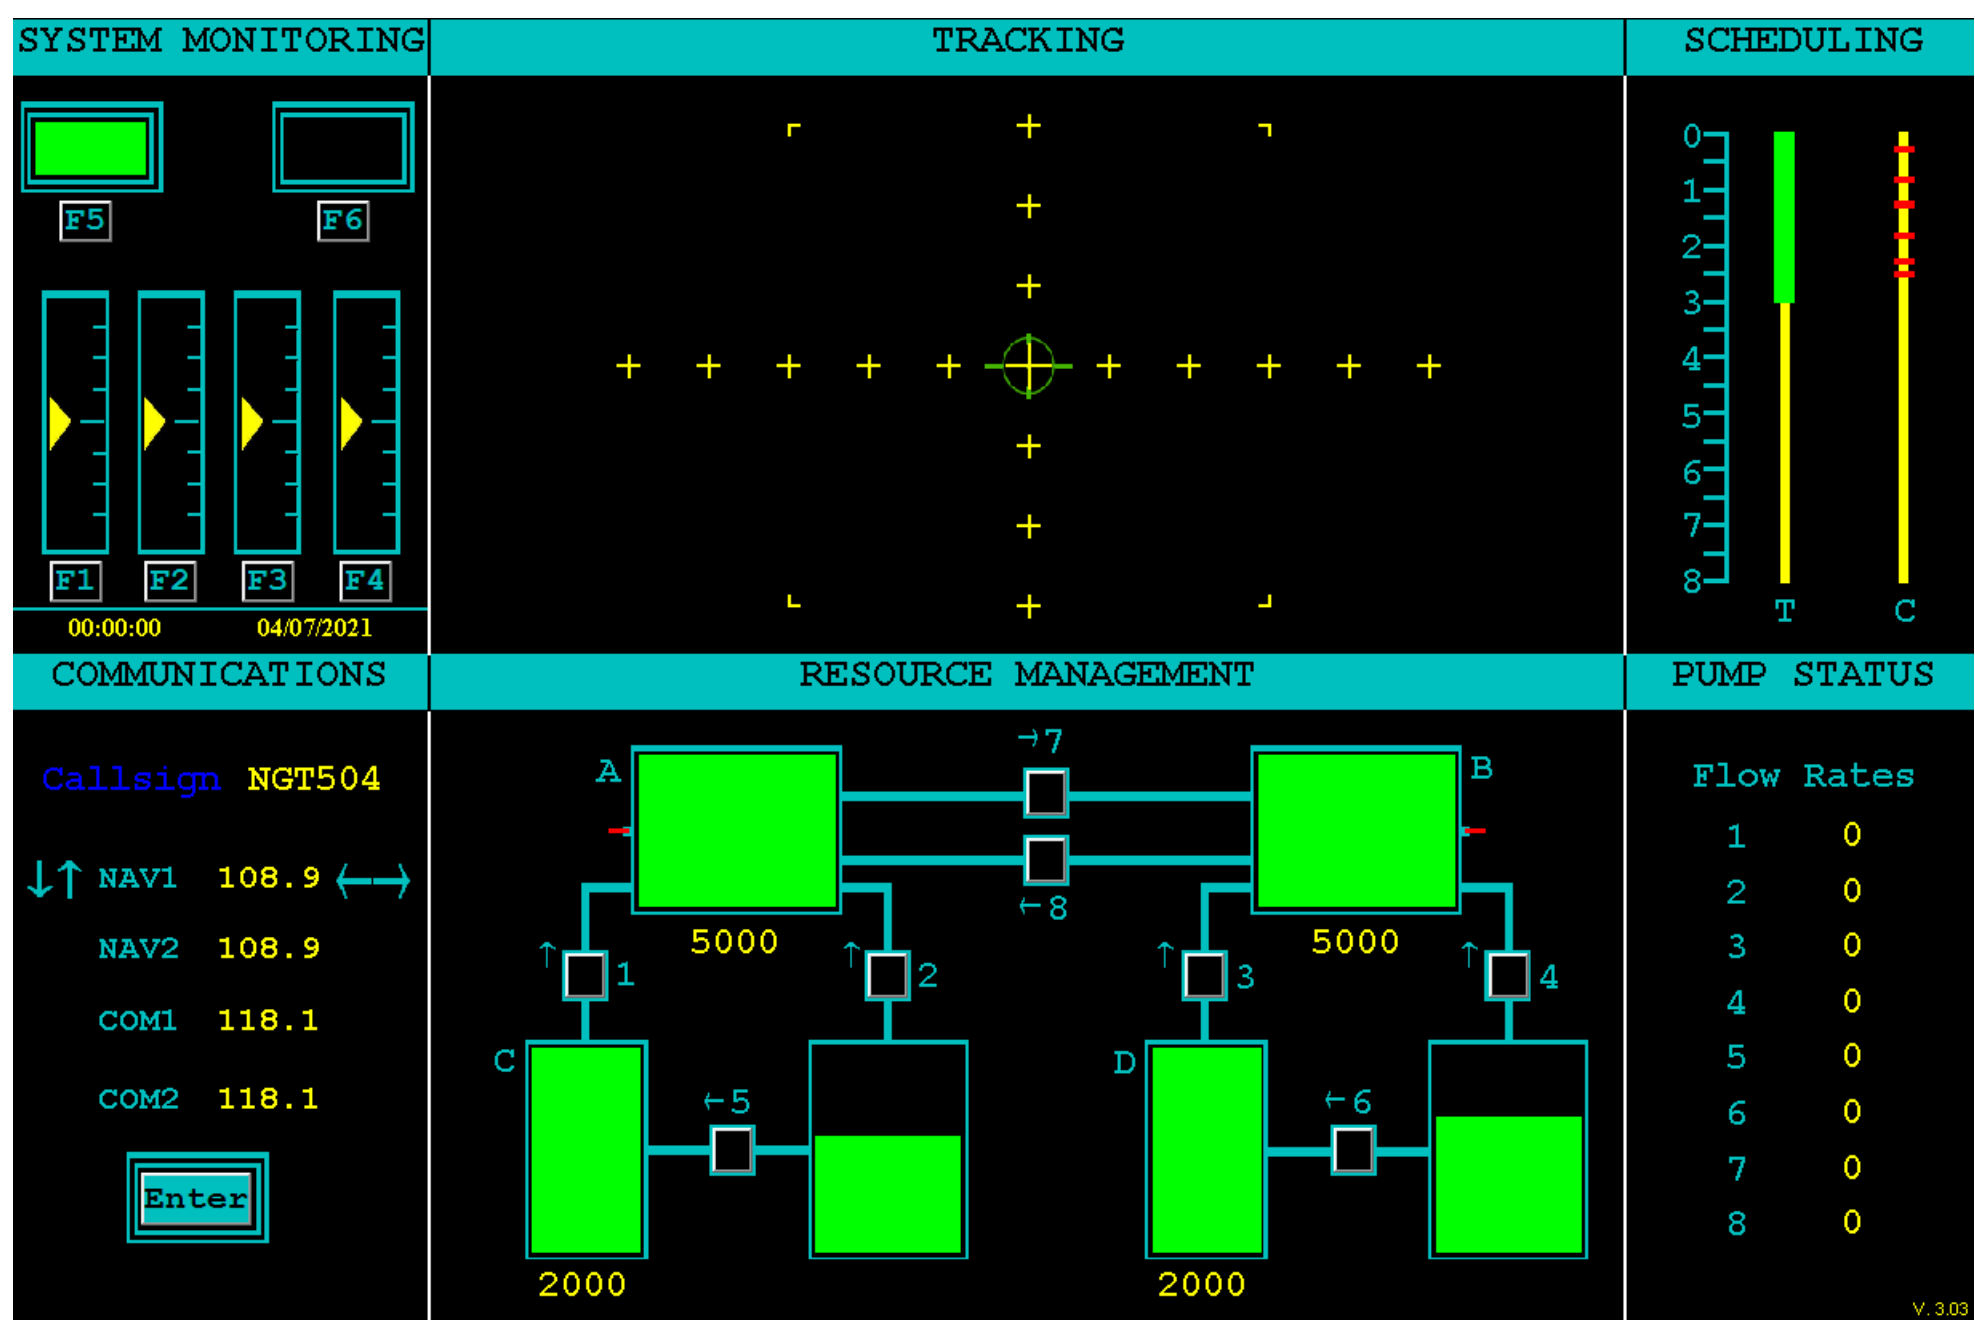 SYSTEM MONITORING
F5 F6
F1 F2 F3 F4
00:00:00 04/07/2021
TRACKING
SCHEDULING
0
1
2
3
4
5
6
7
8
T C
COMMUNICATIONS
Callsign NGT504
↓↑ NAV1 108.9 ←→
NAV2 108.9
COM1 118.1
COM2 118.1
Enter
RESOURCE MANAGEMENT
→7
A B
←8
5000 5000
↑ 1 ↑ 2 ↑ 3 ↑ 4
C D
←5 ←6
2000 2000
PUMP STATUS
Flow Rates
1 0
2 0
3 0
4 0
5 0
6 0
7 0
8 0
V. 3.03